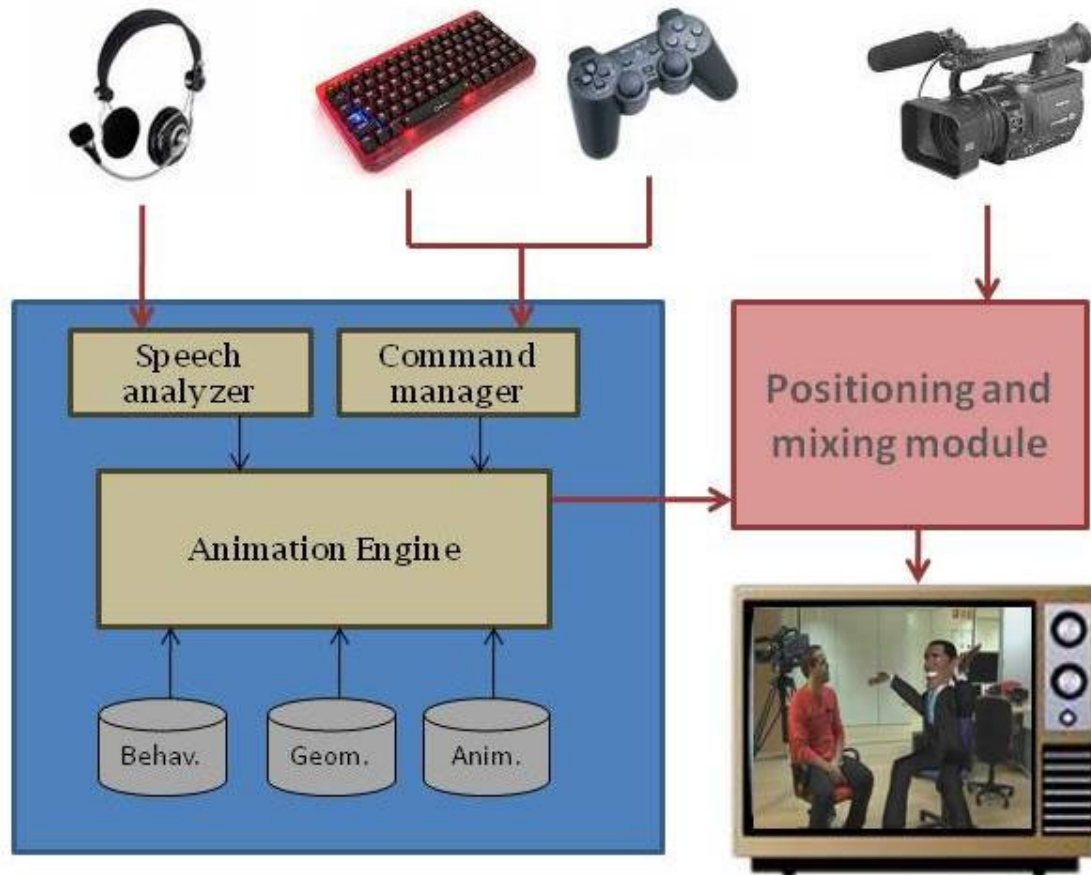 Speech
analyzer
Command
manager
Positioning and
mixing module
Animation Engine
Behav.
Geom.
Anim.